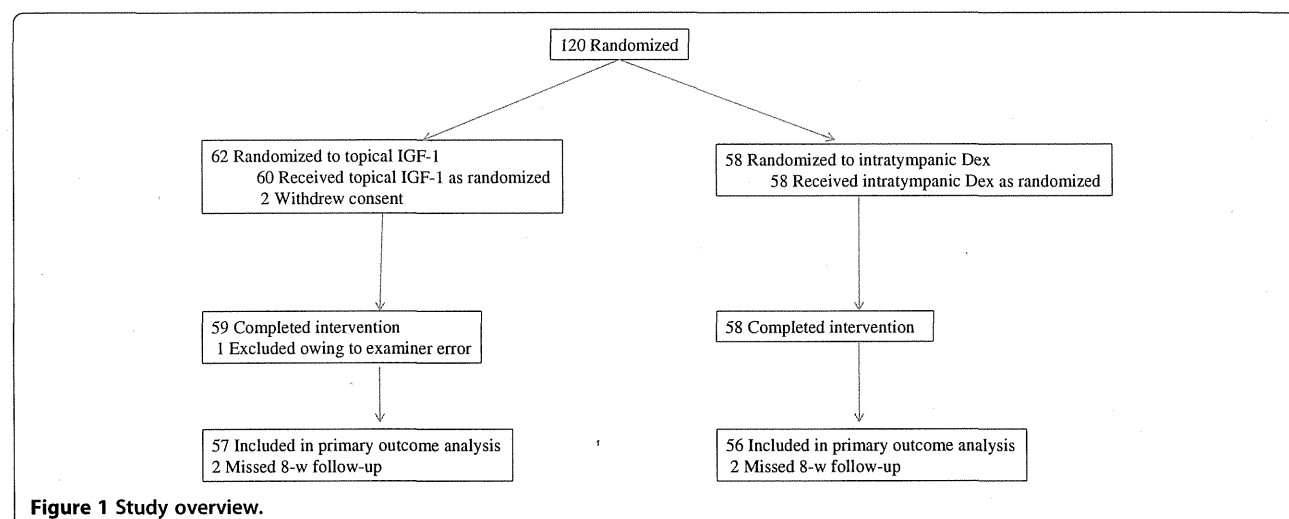 120 Randomized
62 Randomized to topical IGF-1
60 Received topical IGF-1 as randomized
2 Withdrew consent
58 Randomized to intratympanic Dex
58 Received intratympanic Dex as randomized
59 Completed intervention
1 Excluded owing to examiner error
58 Completed intervention
57 Included in primary outcome analysis
2 Missed 8-w follow-up
56 Included in primary outcome analysis
2 Missed 8-w follow-up
Figure 1 Study overview.